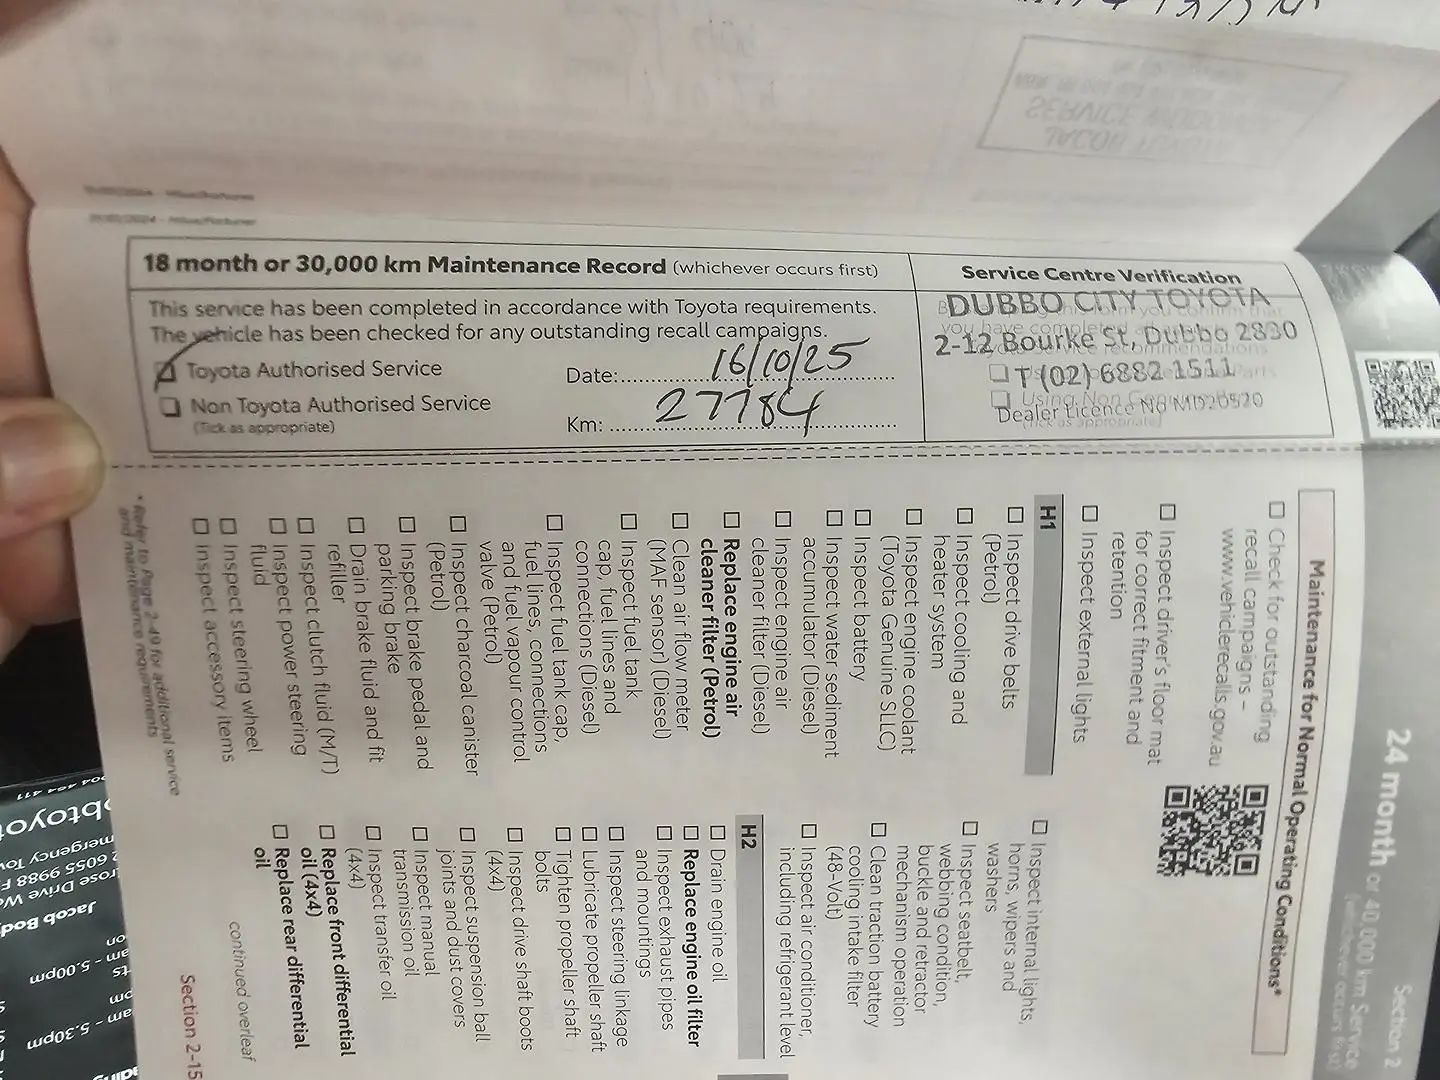 18 month or 30,000 km Maintenance Record (whichever occurs first)
This service has been completed in accordance with Toyota requirements.
The vehicle has been checked for any outstanding recall campaigns.
Toyota Authorised Service
Non Toyota Authorised Service
(Tick as appropriate)
Date: 16/10/25
Km: 27784
Service Centre Verification
DUBBO CITY TOYOTA
2-12 Bourke St, Dubbo 2830
T (02) 6882 1511
Dealer Licence No MD20520
Section 2
24 month or 40,000 km Service
(whichever occurs first)
Maintenance for Normal Operating Conditions*
Check for outstanding
recall campaigns –
www.vehiclerecalls.gov.au
Inspect driver's floor mat
for correct fitment and
retention
Inspect external lights
H1
Inspect drive belts
(Petrol)
Inspect cooling and
heater system
Inspect engine coolant
(Toyota Genuine SLLC)
Inspect battery
Inspect water sediment
accumulator (Diesel)
Inspect engine air
cleaner filter (Diesel)
Replace engine air
cleaner filter (Petrol)
Clean air flow meter
(MAF sensor) (Diesel)
Inspect fuel tank
cap, fuel lines and
connections (Diesel)
Inspect fuel tank cap,
fuel lines, connections
and fuel vapour control
valve (Petrol)
Inspect charcoal canister
(Petrol)
Inspect brake pedal and
parking brake
Drain brake fluid and fit
refiller
Inspect clutch fluid (M/T)
Inspect power steering
fluid
Inspect steering wheel
Inspect accessory items
* Refer to Page 2-49 for additional service
and maintenance requirements
Inspect internal lights,
horns, wipers and
washers
Inspect seatbelt,
webbing condition,
buckle and retractor
mechanism operation
Clean traction battery
cooling intake filter
(48-Volt)
Inspect air conditioner,
including refrigerant level
H2
Drain engine oil
Replace engine oil filter
Inspect exhaust pipes
and mountings
Inspect steering linkage
Lubricate propeller shaft
Tighten propeller shaft
bolts
Inspect drive shaft boots
(4x4)
Inspect suspension ball
joints and dust covers
Inspect manual
transmission oil
Inspect transfer oil
(4x4)
Replace front differential
oil (4x4)
Replace rear differential
oil
continued overleaf
Section 2-15